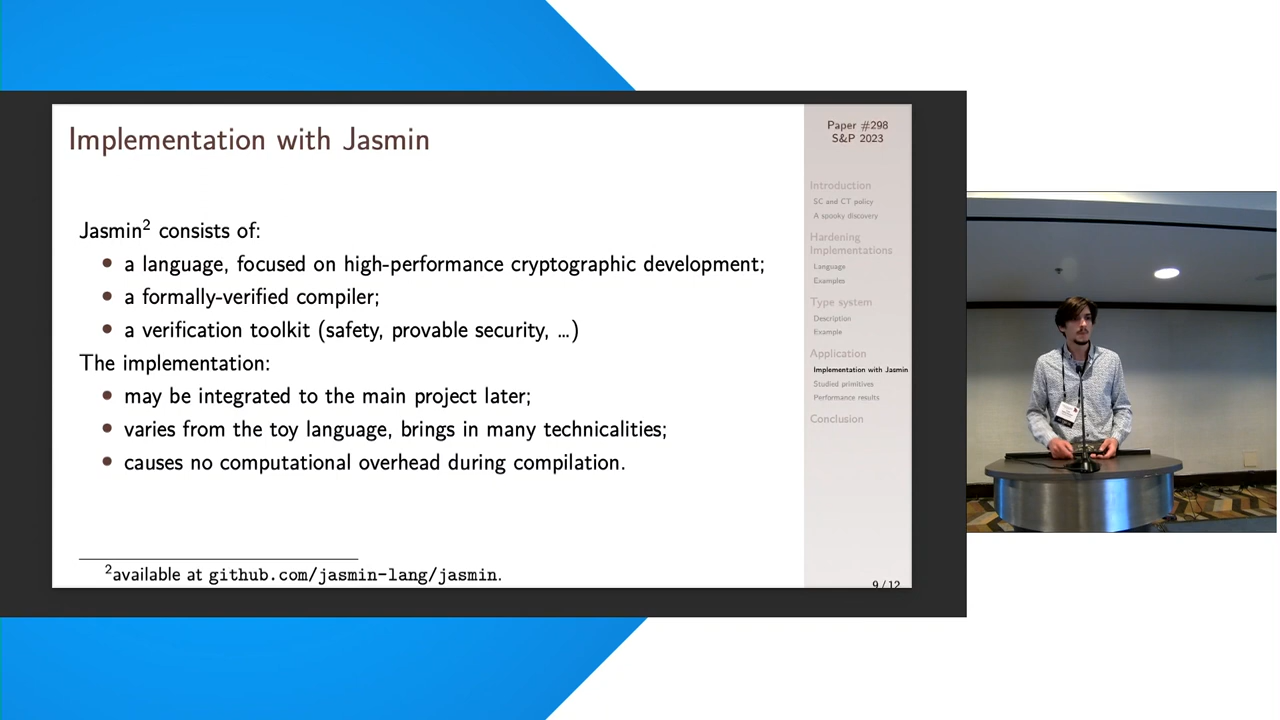 Implementation with Jasmin
Jasmin² consists of:
• a language, focused on high-performance cryptographic development;
• a formally-verified compiler;
• a verification toolkit (safety, provable security, ...)
The implementation:
• may be integrated to the main project later;
• varies from the toy language, brings in many technicalities;
• causes no computational overhead during compilation.
²available at github.com/jasmin-lang/jasmin.
Paper #298
S&P 2023
Introduction
SC and CT policy
A spooky discovery
Hardening
Implementations
Language
Examples
Type system
Description
Example
Application
Implementation with Jasmin
Studied primitives
Performance results
Conclusion
9 / 12